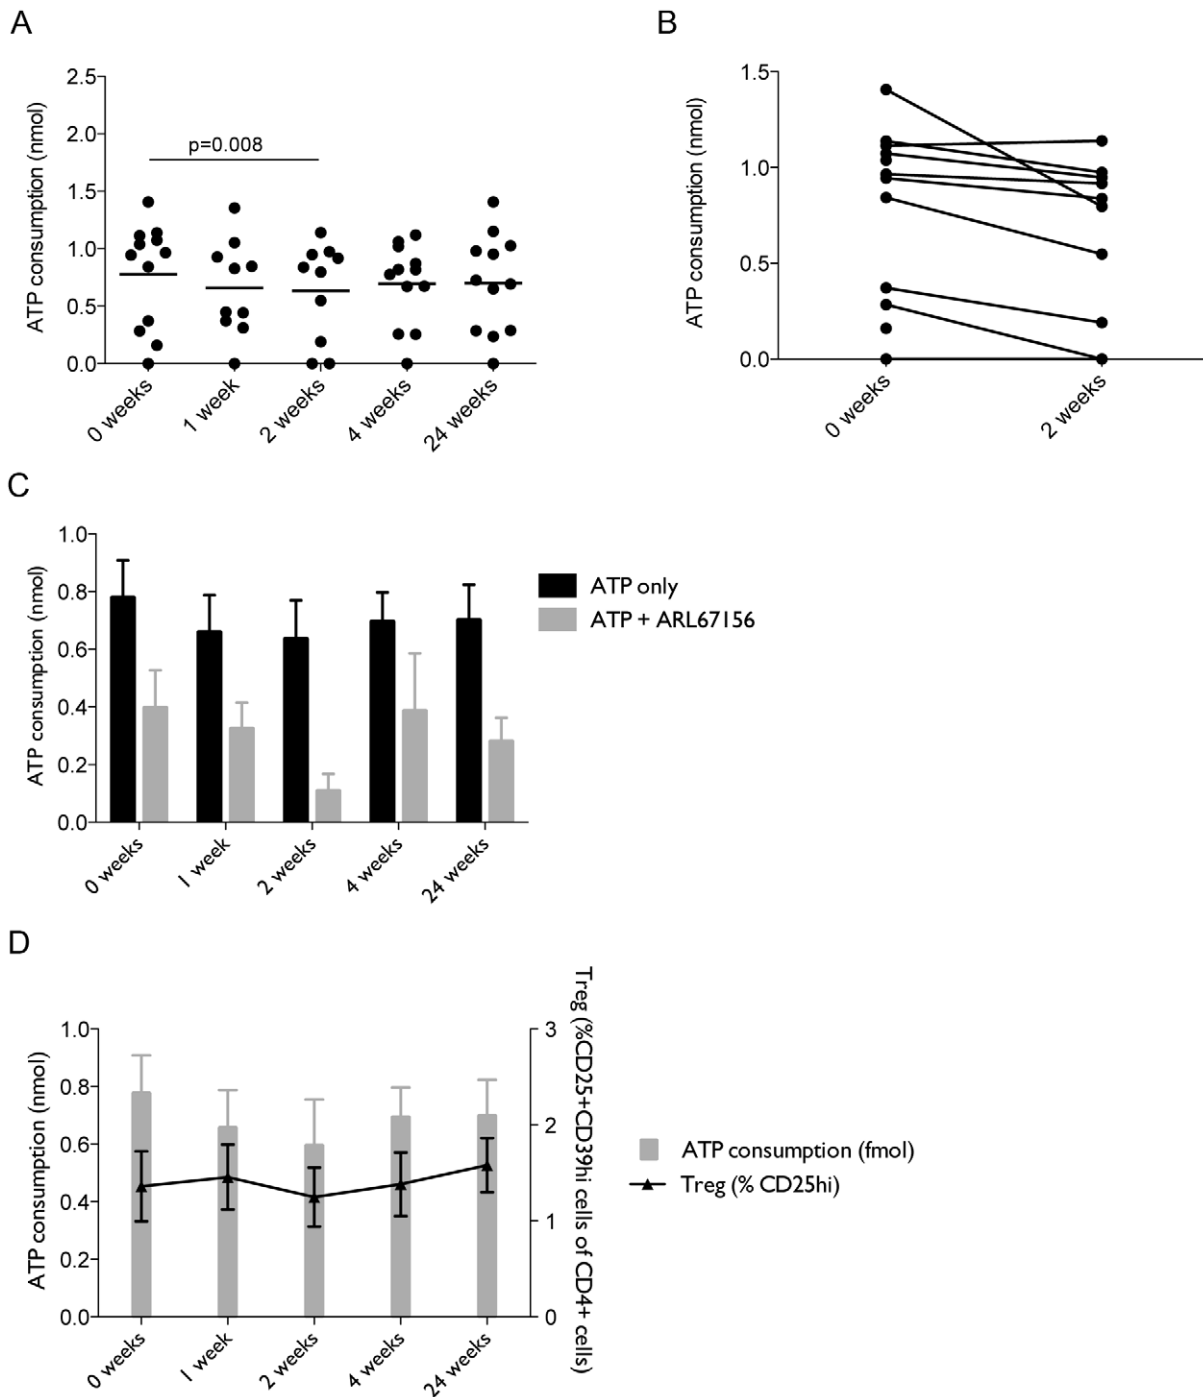 A
ATP consumption (nmol)
2.5
2.0
1.5
1.0
0.5
0.0
p=0.008
0 weeks
1 week
2 weeks
4 weeks
24 weeks
B
ATP consumption (nmol)
1.5
1.0
0.5
0.0
0 weeks
2 weeks
C
ATP consumption (nmol)
1.0
0.8
0.6
0.4
0.2
0.0
0 weeks
1 week
2 weeks
4 weeks
24 weeks
ATP only
ATP + ARL67156
D
ATP consumption (nmol)
1.0
0.8
0.6
0.4
0.2
0.0
0 weeks
1 week
2 weeks
4 weeks
24 weeks
3
2
1
0
Treg (%CD25+CD39hi cells of CD4+ cells)
ATP consumption (fmol)
Treg (% CD25hi)